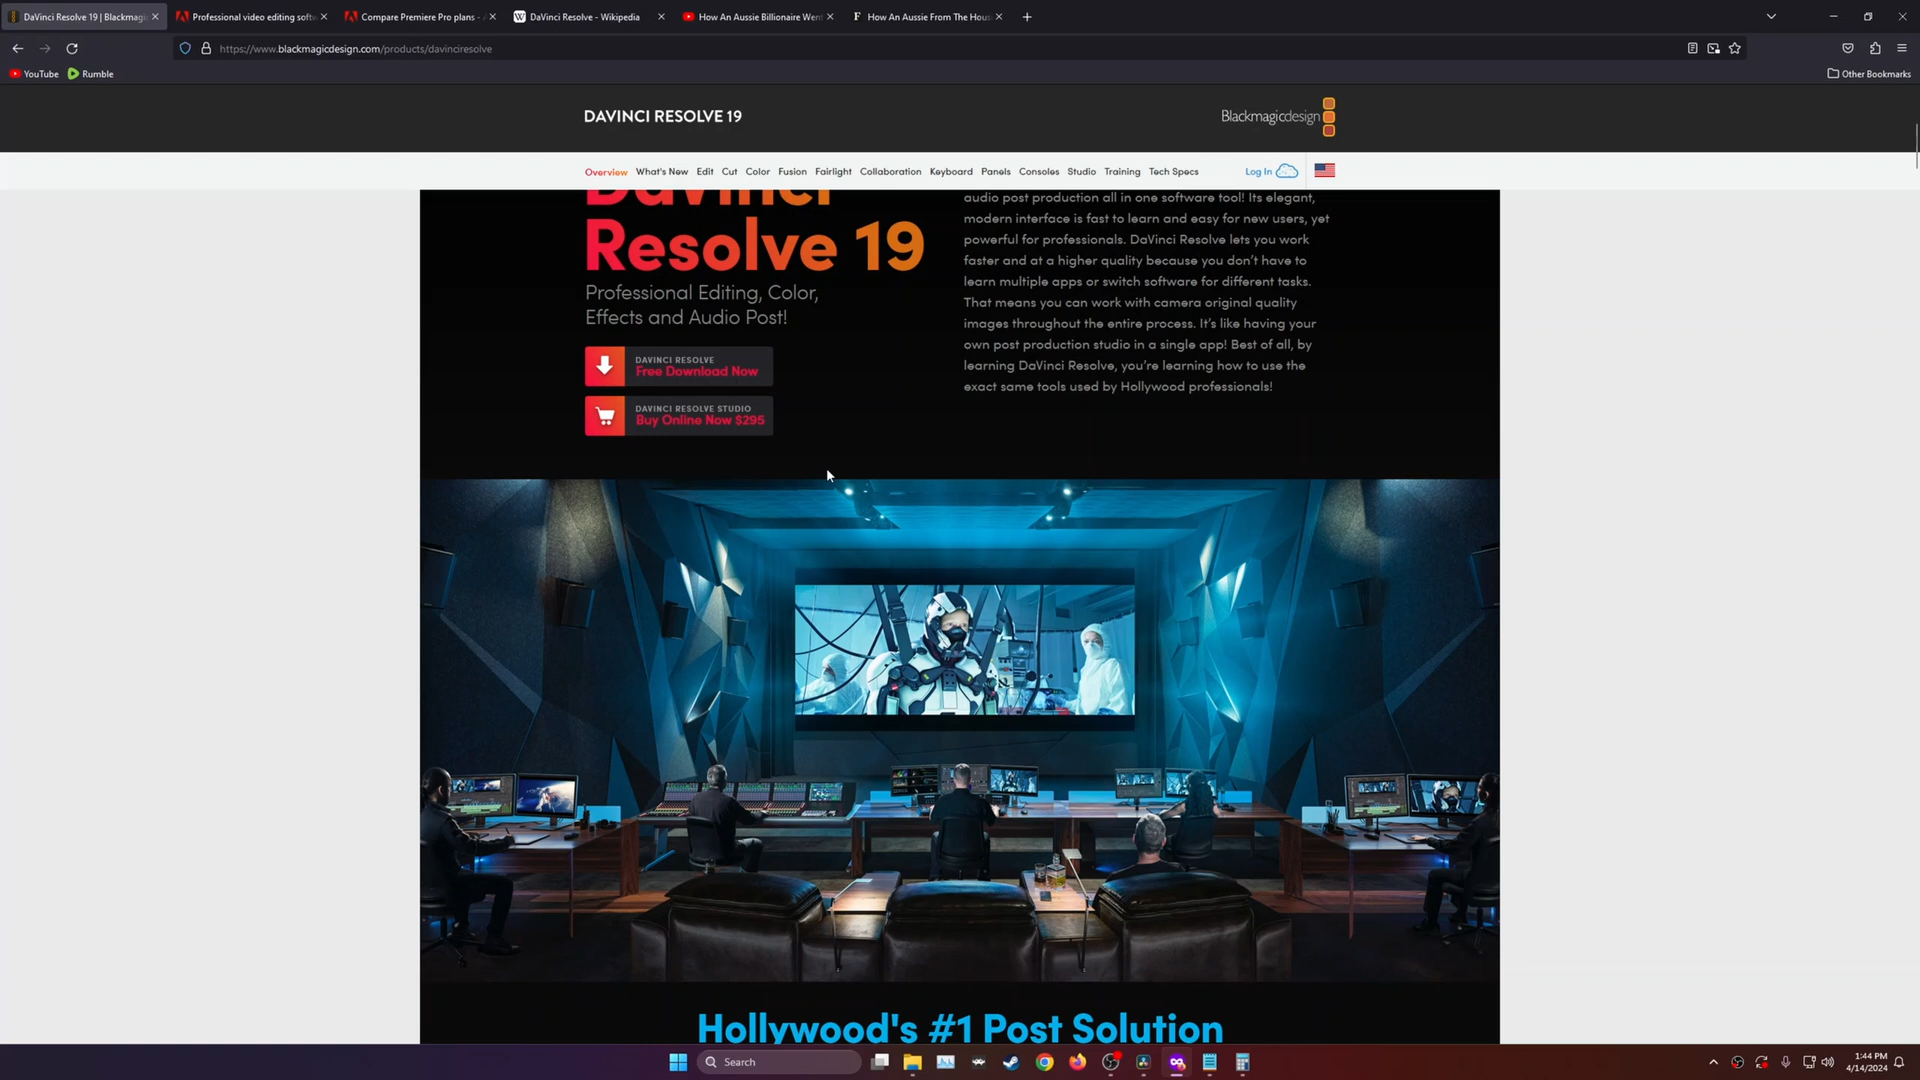 DaVinci Resolve 19 | Blackmagic
Professional video editing softw
Compare Premiere Pro plans - A
DaVinci Resolve - Wikipedia
How An Aussie Billionaire Went
How An Aussie From The Hous
https://www.blackmagicdesign.com/products/davinciresolve
YouTube
Rumble
Other Bookmarks
DAVINCI RESOLVE 19
Blackmagicdesign
Overview What's New Edit Cut Color Fusion Fairlight Collaboration Keyboard Panels Consoles Studio Training Tech Specs Log In
DaVinci
Resolve 19
Professional Editing, Color,
Effects and Audio Post!
DAVINCI RESOLVE
Free Download Now
DAVINCI RESOLVE STUDIO
Buy Online Now $295
audio post production all in one software tool! Its elegant,
modern interface is fast to learn and easy for new users, yet
powerful for professionals. DaVinci Resolve lets you work
faster and at a higher quality because you don't have to
learn multiple apps or switch software for different tasks.
That means you can work with camera original quality
images throughout the entire process. It's like having your
own post production studio in a single app! Best of all, by
learning DaVinci Resolve, you're learning how to use the
exact same tools used by Hollywood professionals!
Hollywood's #1 Post Solution
Search
1:44 PM
4/14/2024